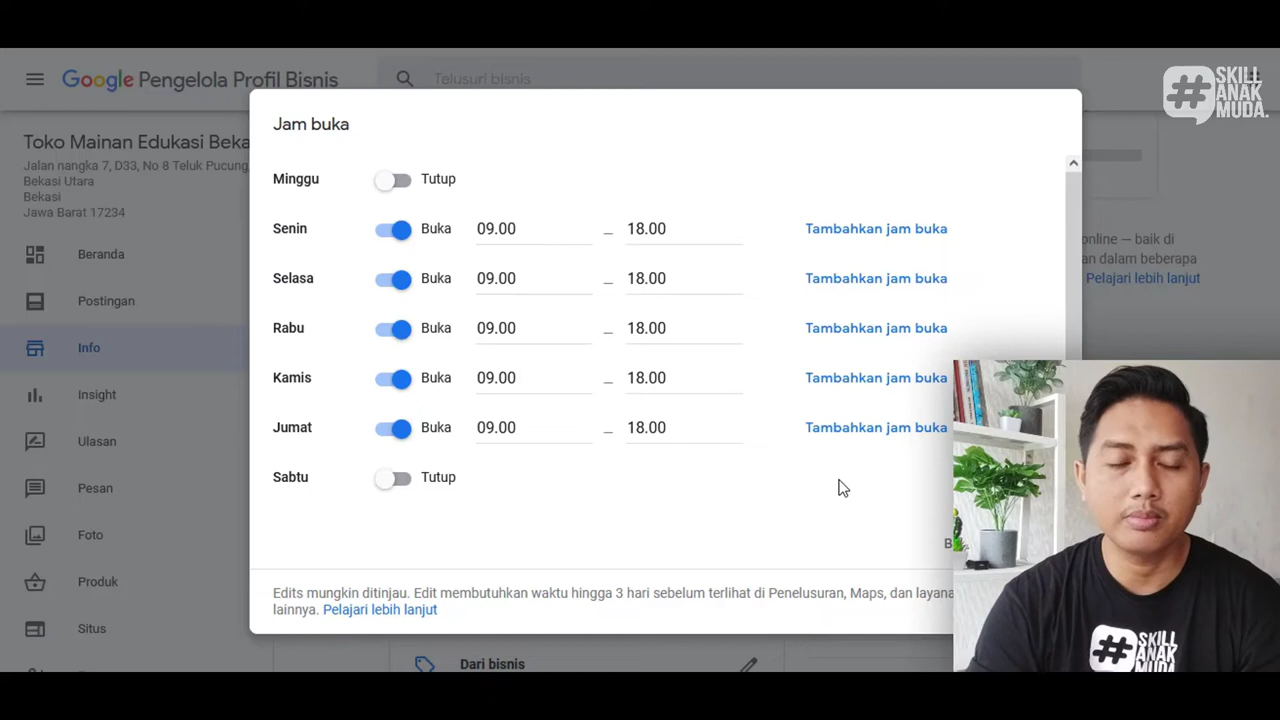 Google Pengelola Profil Bisnis
Telusuri bisnis
#SKILL
ANAK
MUDA.
Toko Mainan Edukasi Beka
Jalan nangka 7, D33, No 8 Teluk Pucung,
Bekasi Utara
Bekasi
Jawa Barat 17234
Beranda
Postingan
Info
Insight
Ulasan
Pesan
Foto
Produk
Situs
Jam buka
Minggu Tutup
Senin Buka 09.00 – 18.00 Tambahkan jam buka
Selasa Buka 09.00 – 18.00 Tambahkan jam buka
Rabu Buka 09.00 – 18.00 Tambahkan jam buka
Kamis Buka 09.00 – 18.00 Tambahkan jam buka
Jumat Buka 09.00 – 18.00 Tambahkan jam buka
Sabtu Tutup
Edits mungkin ditinjau. Edit membutuhkan waktu hingga 3 hari sebelum terlihat di Penelusuran, Maps, dan layana
lainnya. Pelajari lebih lanjut
online — baik di
an dalam beberapa
Pelajari lebih lanjut
Dari bisnis
#SKILL
ANAK
MUDA